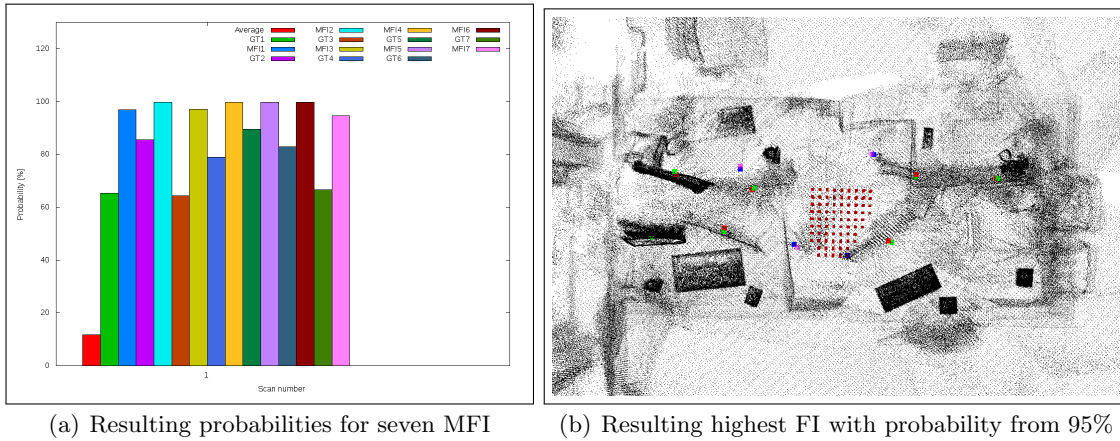 120
100
80
60
40
20
0
Probability [%]
Average MFI2 MFI4 MFI6
GT1 GT3 GT5 GT7
MFI1 MFI3 MFI5 MFI7
GT2 GT4 GT6
1
Scan number
(a) Resulting probabilities for seven MFI
(b) Resulting highest FI with probability from 95%